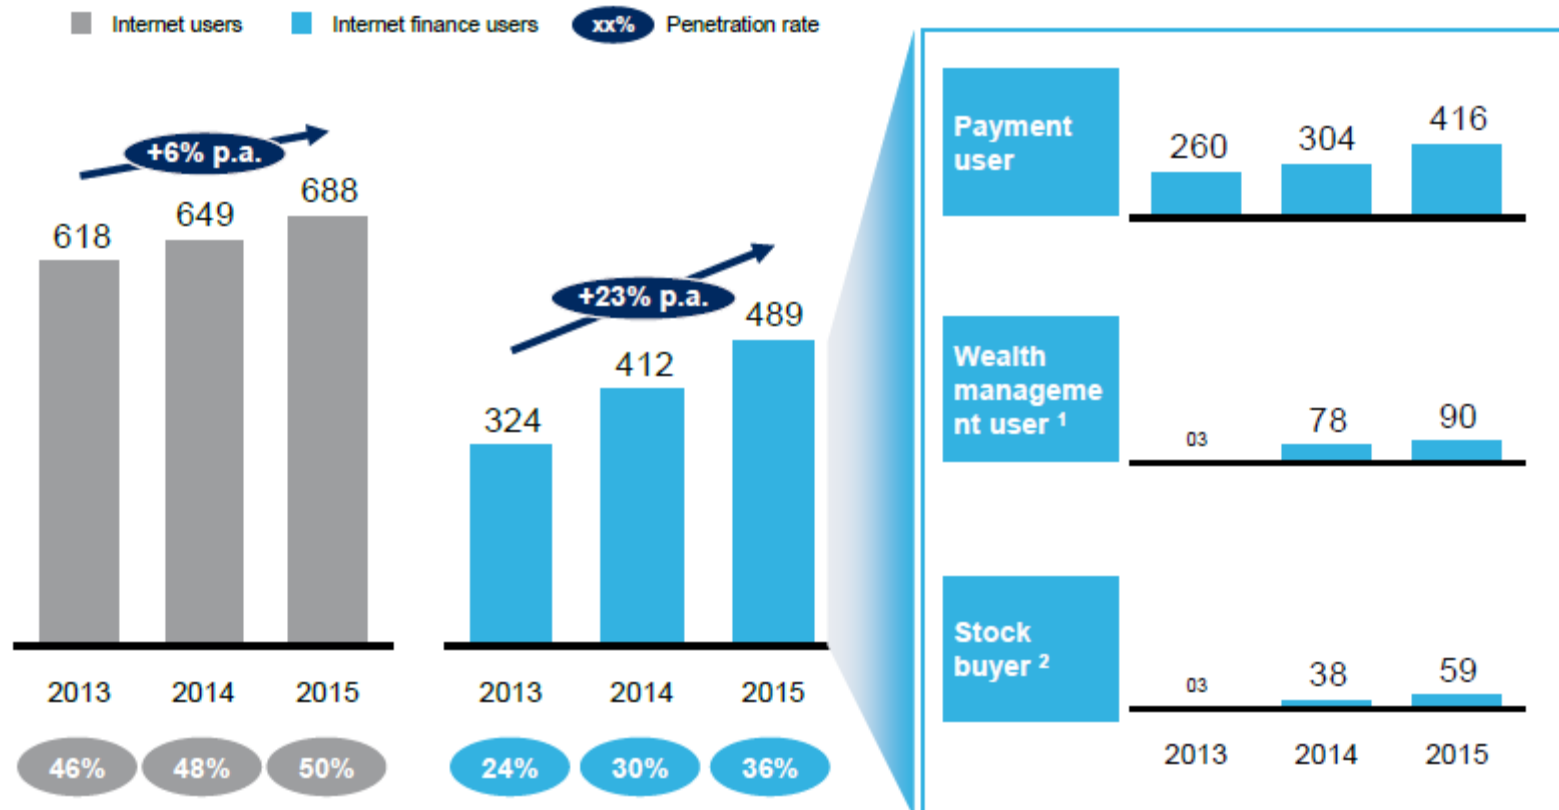 Internet users Internet finance users xx% Penetration rate
+6% p.a.
618 649 688
2013 2014 2015
46% 48% 50%
+23% p.a.
324 412 489
2013 2014 2015
24% 30% 36%
Payment
user
260 304 416
Wealth
manageme
nt user 1
03 78 90
Stock
buyer 2
03 38 59
2013 2014 2015